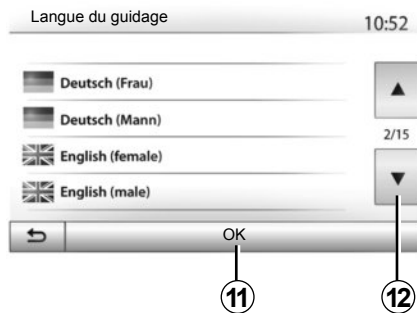 Langue du guidage
10:52
Deutsch (Frau)
Deutsch (Mann)
2/15
English (female)
English (male)
OK
11
12